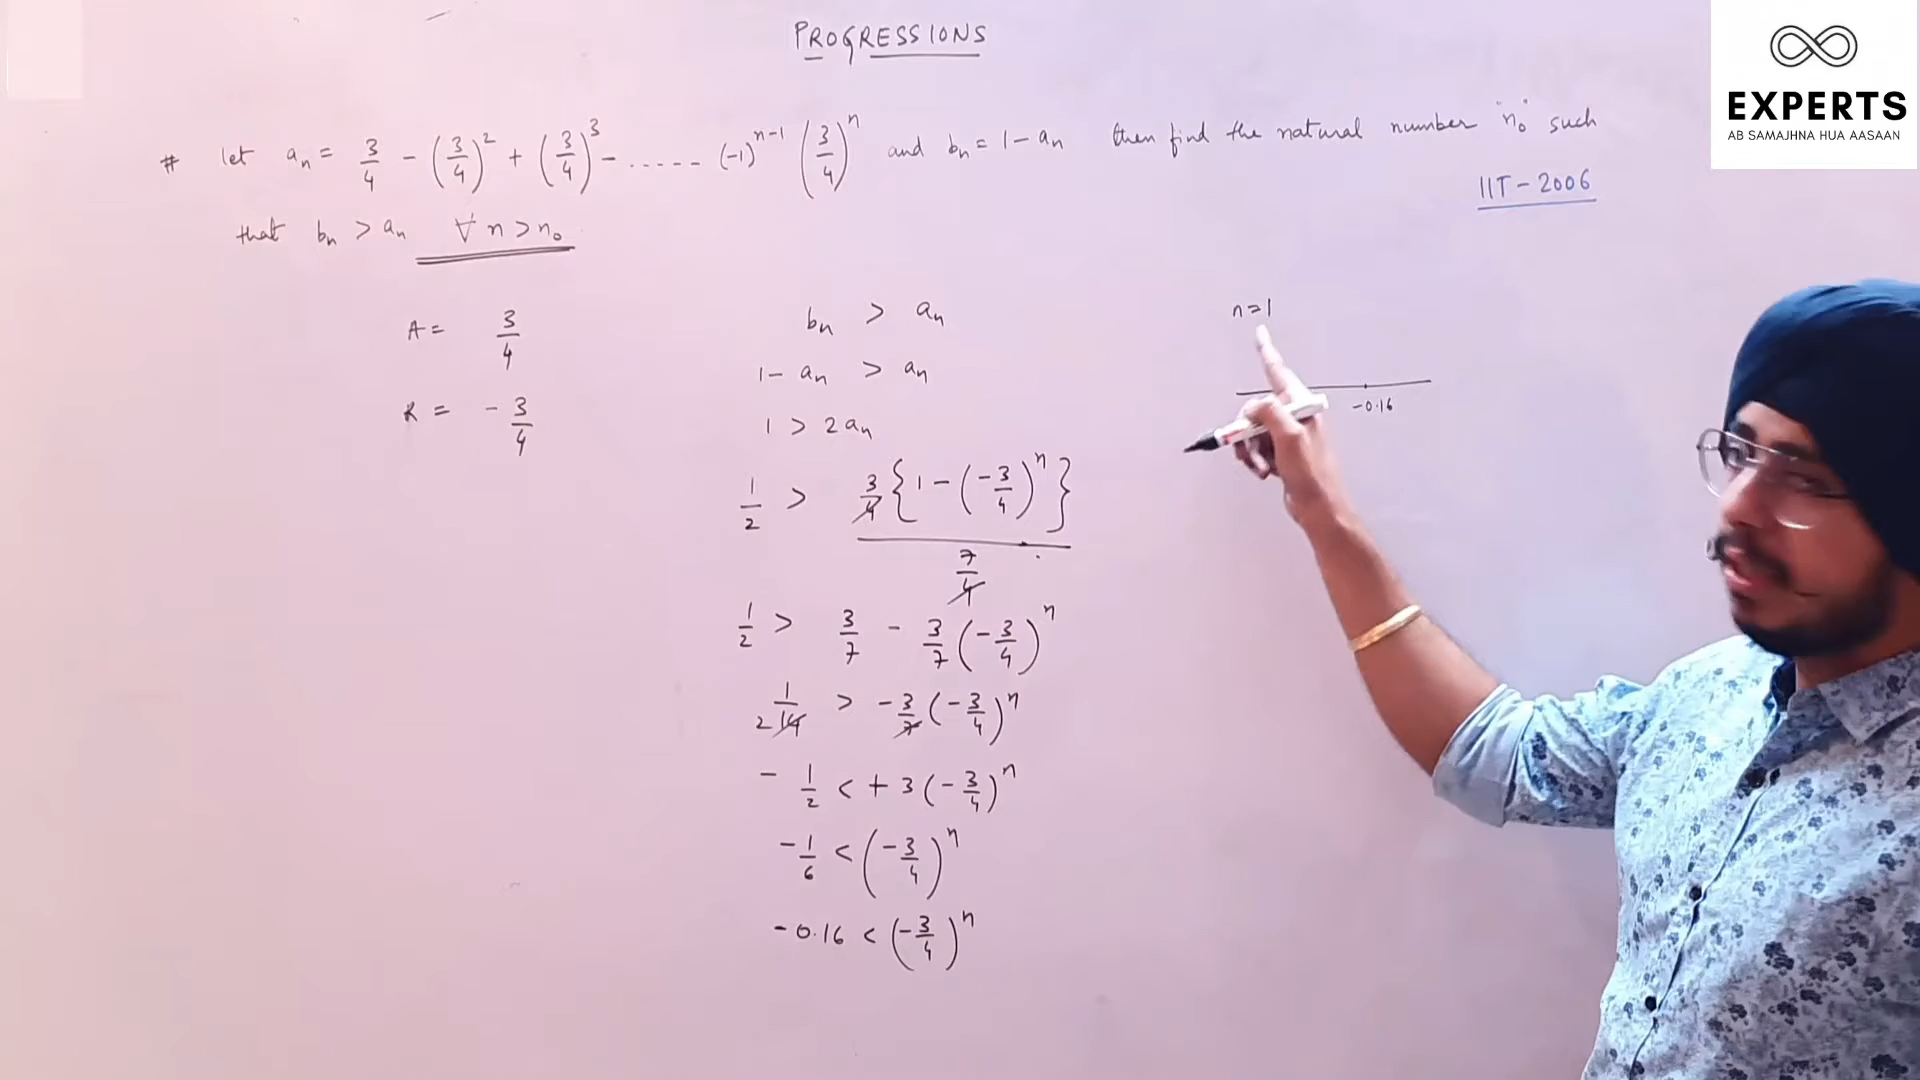 PROGRESSIONS
EXPERTS
AB SAMAJHNA HUA AASAAN
# let aₙ = 3/4 - (3/4)² + (3/4)³ - ...... (-1)ⁿ⁻¹ (3/4)ⁿ and bₙ = 1 - aₙ then find the natural number "n₀" such
IIT - 2006
that bₙ > aₙ ∀ n > n₀
A = 3/4
R = - 3/4
bₙ > aₙ
1 - aₙ > aₙ
1 > 2aₙ
1/2 > 3/4 {1 - (-3/4)ⁿ} / 7/4
1/2 > 3/7 - 3/7 (-3/4)ⁿ
1/2 14 > - 3/7 (-3/4)ⁿ
- 1/2 < + 3 (-3/4)ⁿ
- 1/6 < (-3/4)ⁿ
- 0.16 < (-3/4)ⁿ
n = 1
-0.16